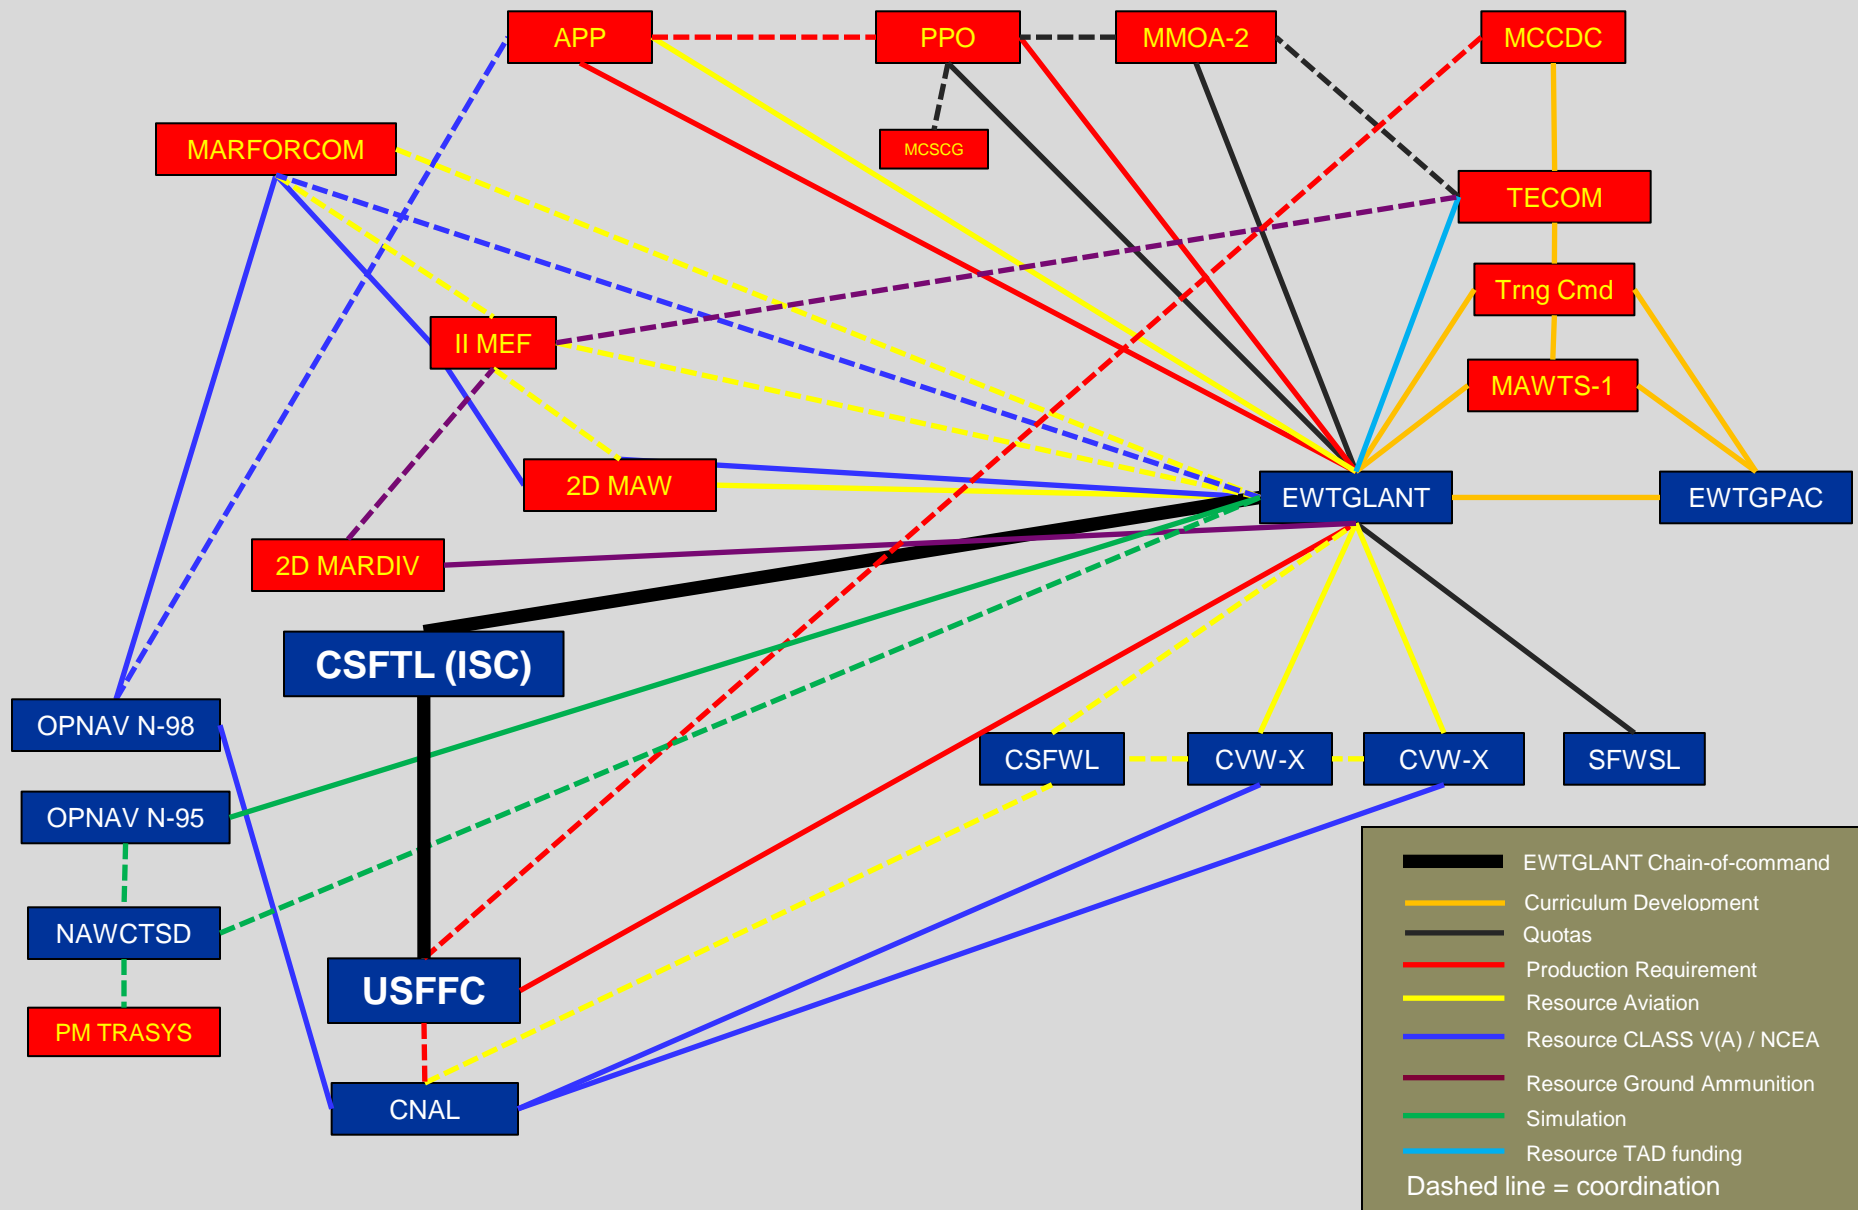 APP
PPO
MMOA-2
MCCDC
MARFORCOM
MCSCG
TECOM
Trng Cmd
II MEF
MAWTS-1
2D MAW
EWTGLANT
EWTGPAC
2D MARDIV
CSFTL (ISC)
OPNAV N-98
CSFWL
CVW-X
CVW-X
SFWSL
OPNAV N-95
NAWCTSD
USFFC
PM TRASYS
CNAL
EWTGLANT Chain-of-command
Curriculum Development
Quotas
Production Requirement
Resource Aviation
Resource CLASS V(A) / NCEA
Resource Ground Ammunition
Simulation
Resource TAD funding
Dashed line = coordination